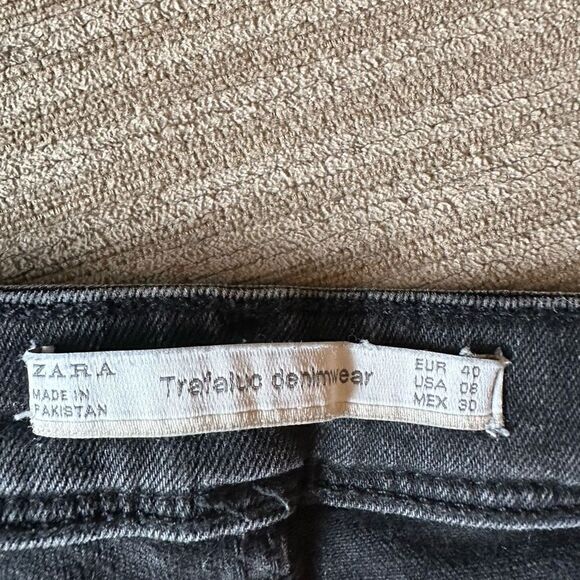 ZARA
MADE IN
PAKISTAN
Trafaluc denimwear
EUR 40
USA 08
MEX 30